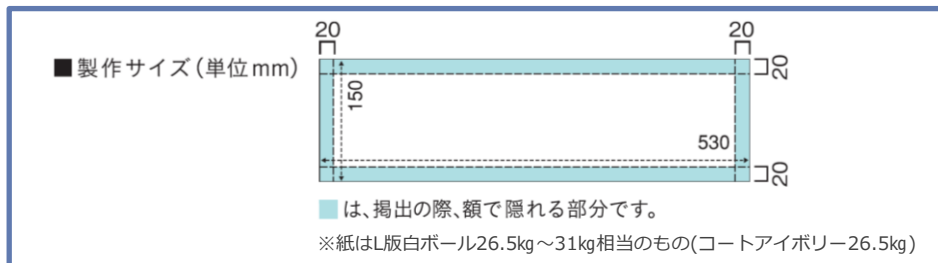 20 20
■製作サイズ(単位mm)
20
150
530
20
は、掲出の際、額で隠れる部分です。
※紙はL版白ボール26.5kg～31kg相当のもの(コートアイボリー26.5kg)